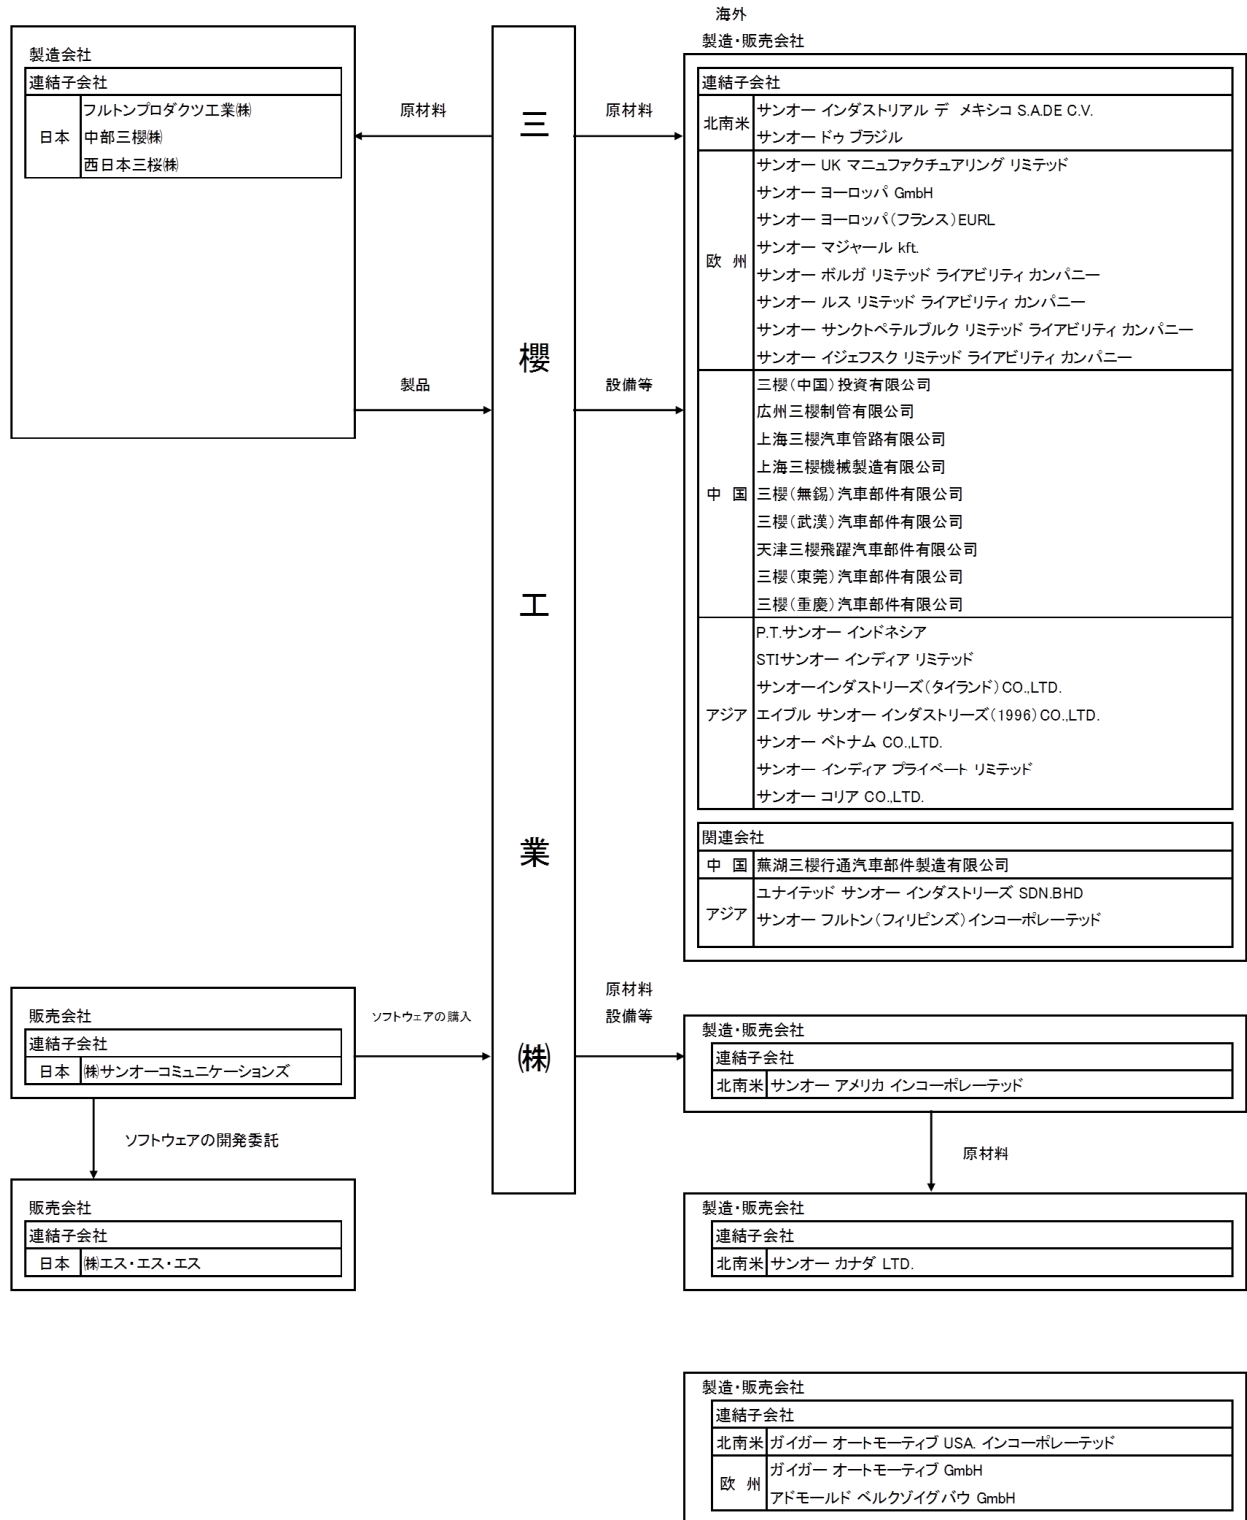 製造会社
連結子会社
日本
フルトンプロダクツ工業㈱
中部三櫻㈱
西日本三桜㈱
原材料
製品
三櫻工業㈱
原材料
設備等
海外
製造・販売会社
連結子会社
北南米
サンオー インダストリアル デ メキシコ S.A.DE C.V.
サンオー ドゥ ブラジル
欧 州
サンオー UK マニュファクチュアリング リミテッド
サンオー ヨーロッパ GmbH
サンオー ヨーロッパ(フランス)EURL
サンオー マジャール kft.
サンオー ボルガ リミテッド ライアビリティ カンパニー
サンオー ルス リミテッド ライアビリティ カンパニー
サンオー サンクトペテルブルク リミテッド ライアビリティ カンパニー
サンオー イジェフスク リミテッド ライアビリティ カンパニー
中 国
三櫻(中国)投資有限公司
広州三櫻制管有限公司
上海三櫻汽車管路有限公司
上海三櫻機械製造有限公司
三櫻(無錫)汽車部件有限公司
三櫻(武漢)汽車部件有限公司
天津三櫻飛躍汽車部件有限公司
三櫻(東莞)汽車部件有限公司
三櫻(重慶)汽車部件有限公司
アジア
P.T.サンオー インドネシア
STIサンオー インディア リミテッド
サンオーインダストリーズ(タイランド)CO.,LTD.
エイブル サンオー インダストリーズ(1996)CO.,LTD.
サンオー ベトナム CO.,LTD.
サンオー インディア プライベート リミテッド
サンオー コリア CO.,LTD.
関連会社
中 国
蕪湖三櫻行通汽車部件製造有限公司
アジア
ユナイテッド サンオー インダストリーズ SDN.BHD
サンオー フルトン(フィリピンズ)インコーポレーテッド
販売会社
連結子会社
日本
㈱サンオーコミュニケーションズ
ソフトウェアの購入
ソフトウェアの開発委託
販売会社
連結子会社
日本
㈱エス・エス・エス
原材料
設備等
製造・販売会社
連結子会社
北南米
サンオー アメリカ インコーポレーテッド
原材料
製造・販売会社
連結子会社
北南米
サンオー カナダ LTD.
製造・販売会社
連結子会社
北南米
ガイガー オートモーティブ USA. インコーポレーテッド
欧 州
ガイガー オートモーティブ GmbH
アドモールド ベルクゾイグバウ GmbH